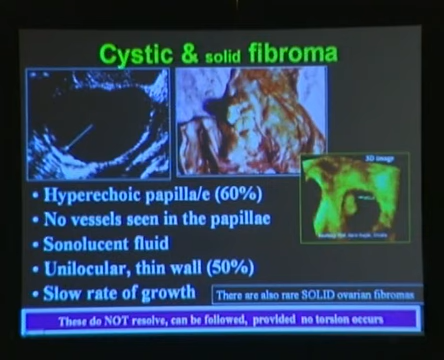 Cystic & solid fibroma
3D image
• Hyperechoic papilla/e (60%)
• No vessels seen in the papillae
• Sonolucent fluid
• Unilocular, thin wall (50%)
• Slow rate of growth
There are also rare SOLID ovarian fibromas
These do NOT resolve, can be followed, provided no torsion occurs